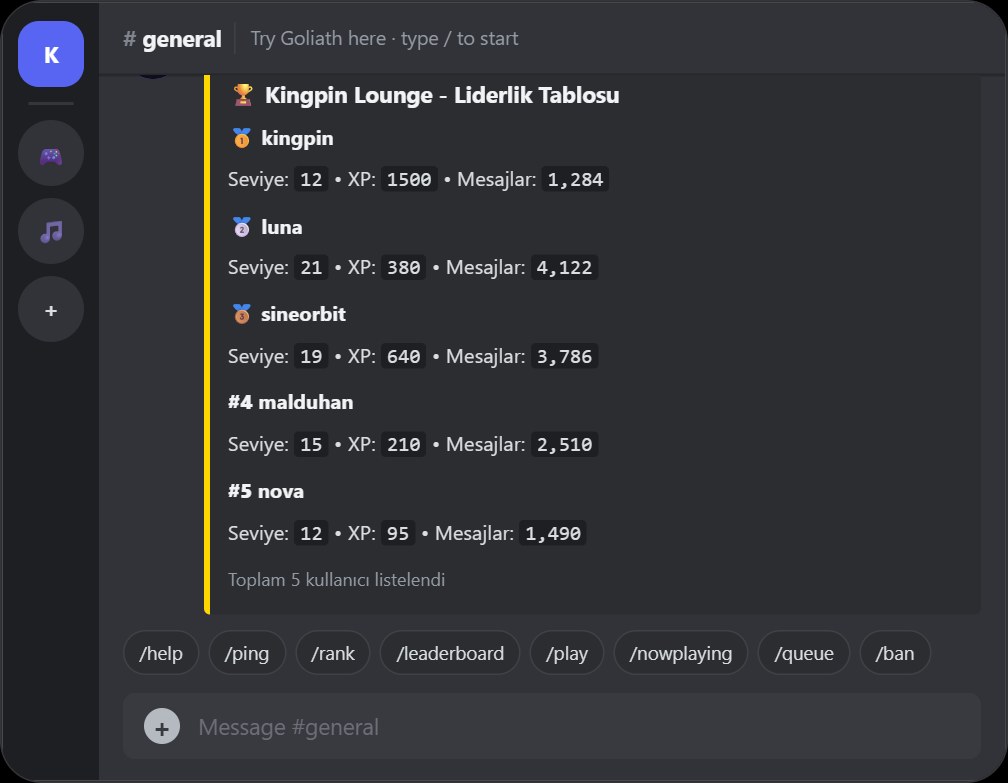 K
# general
Try Goliath here · type / to start
🏆 Kingpin Lounge - Liderlik Tablosu
🥇 kingpin
Seviye: 12 • XP: 1500 • Mesajlar: 1,284
🥈 luna
Seviye: 21 • XP: 380 • Mesajlar: 4,122
🥉 sineorbit
Seviye: 19 • XP: 640 • Mesajlar: 3,786
#4 malduhan
Seviye: 15 • XP: 210 • Mesajlar: 2,510
#5 nova
Seviye: 12 • XP: 95 • Mesajlar: 1,490
Toplam 5 kullanıcı listelendi
/help /ping /rank /leaderboard /play /nowplaying /queue /ban
+ Message #general